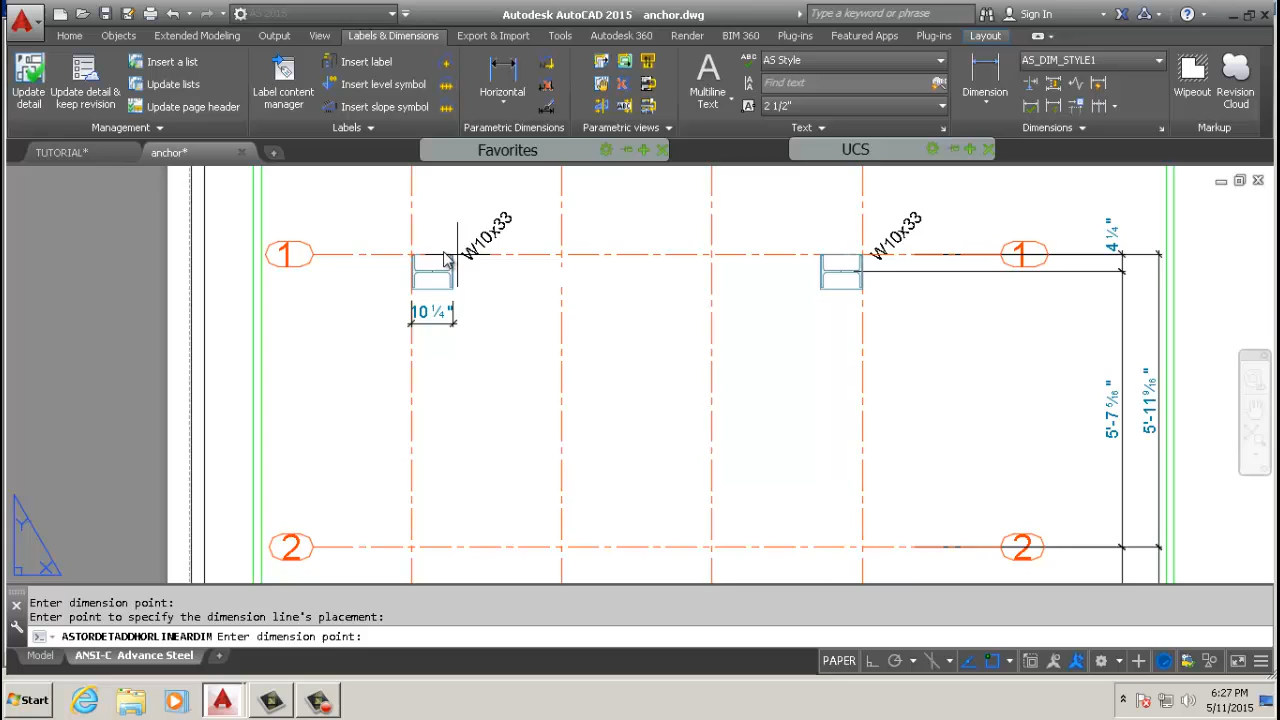 AS 2015
Autodesk AutoCAD 2015 anchor.dwg
Type a keyword or phrase
Sign In
Home Objects Extended Modeling Output View Labels & Dimensions Export & Import Tools Autodesk 360 Render BIM 360 Plug-ins Featured Apps Plug-ins Layout
Update detail
Update detail & keep revision
Insert a list
Update lists
Update page header
Label content manager
Insert label
Insert level symbol
Insert slope symbol
Horizontal
Multiline Text
AS Style
Find text
2 1/2"
Dimension
AS_DIM_STYLE1
Wipeout
Revision Cloud
Management
Labels
Parametric Dimensions
Parametric views
Text
Dimensions
Markup
TUTORIAL*
anchor*
Favorites
UCS
W10x33
W10x33
4 ¼"
1
1
10 ¼"
5'-7 5/16"
5'-11 9/16"
2
2
Y
X
Enter dimension point:
Enter point to specify the dimension line's placement:
ASTORDETADDHORLINEARDIM Enter dimension point:
Model
ANSI-C Advance Steel
PAPER
Start
6:27 PM
5/11/2015